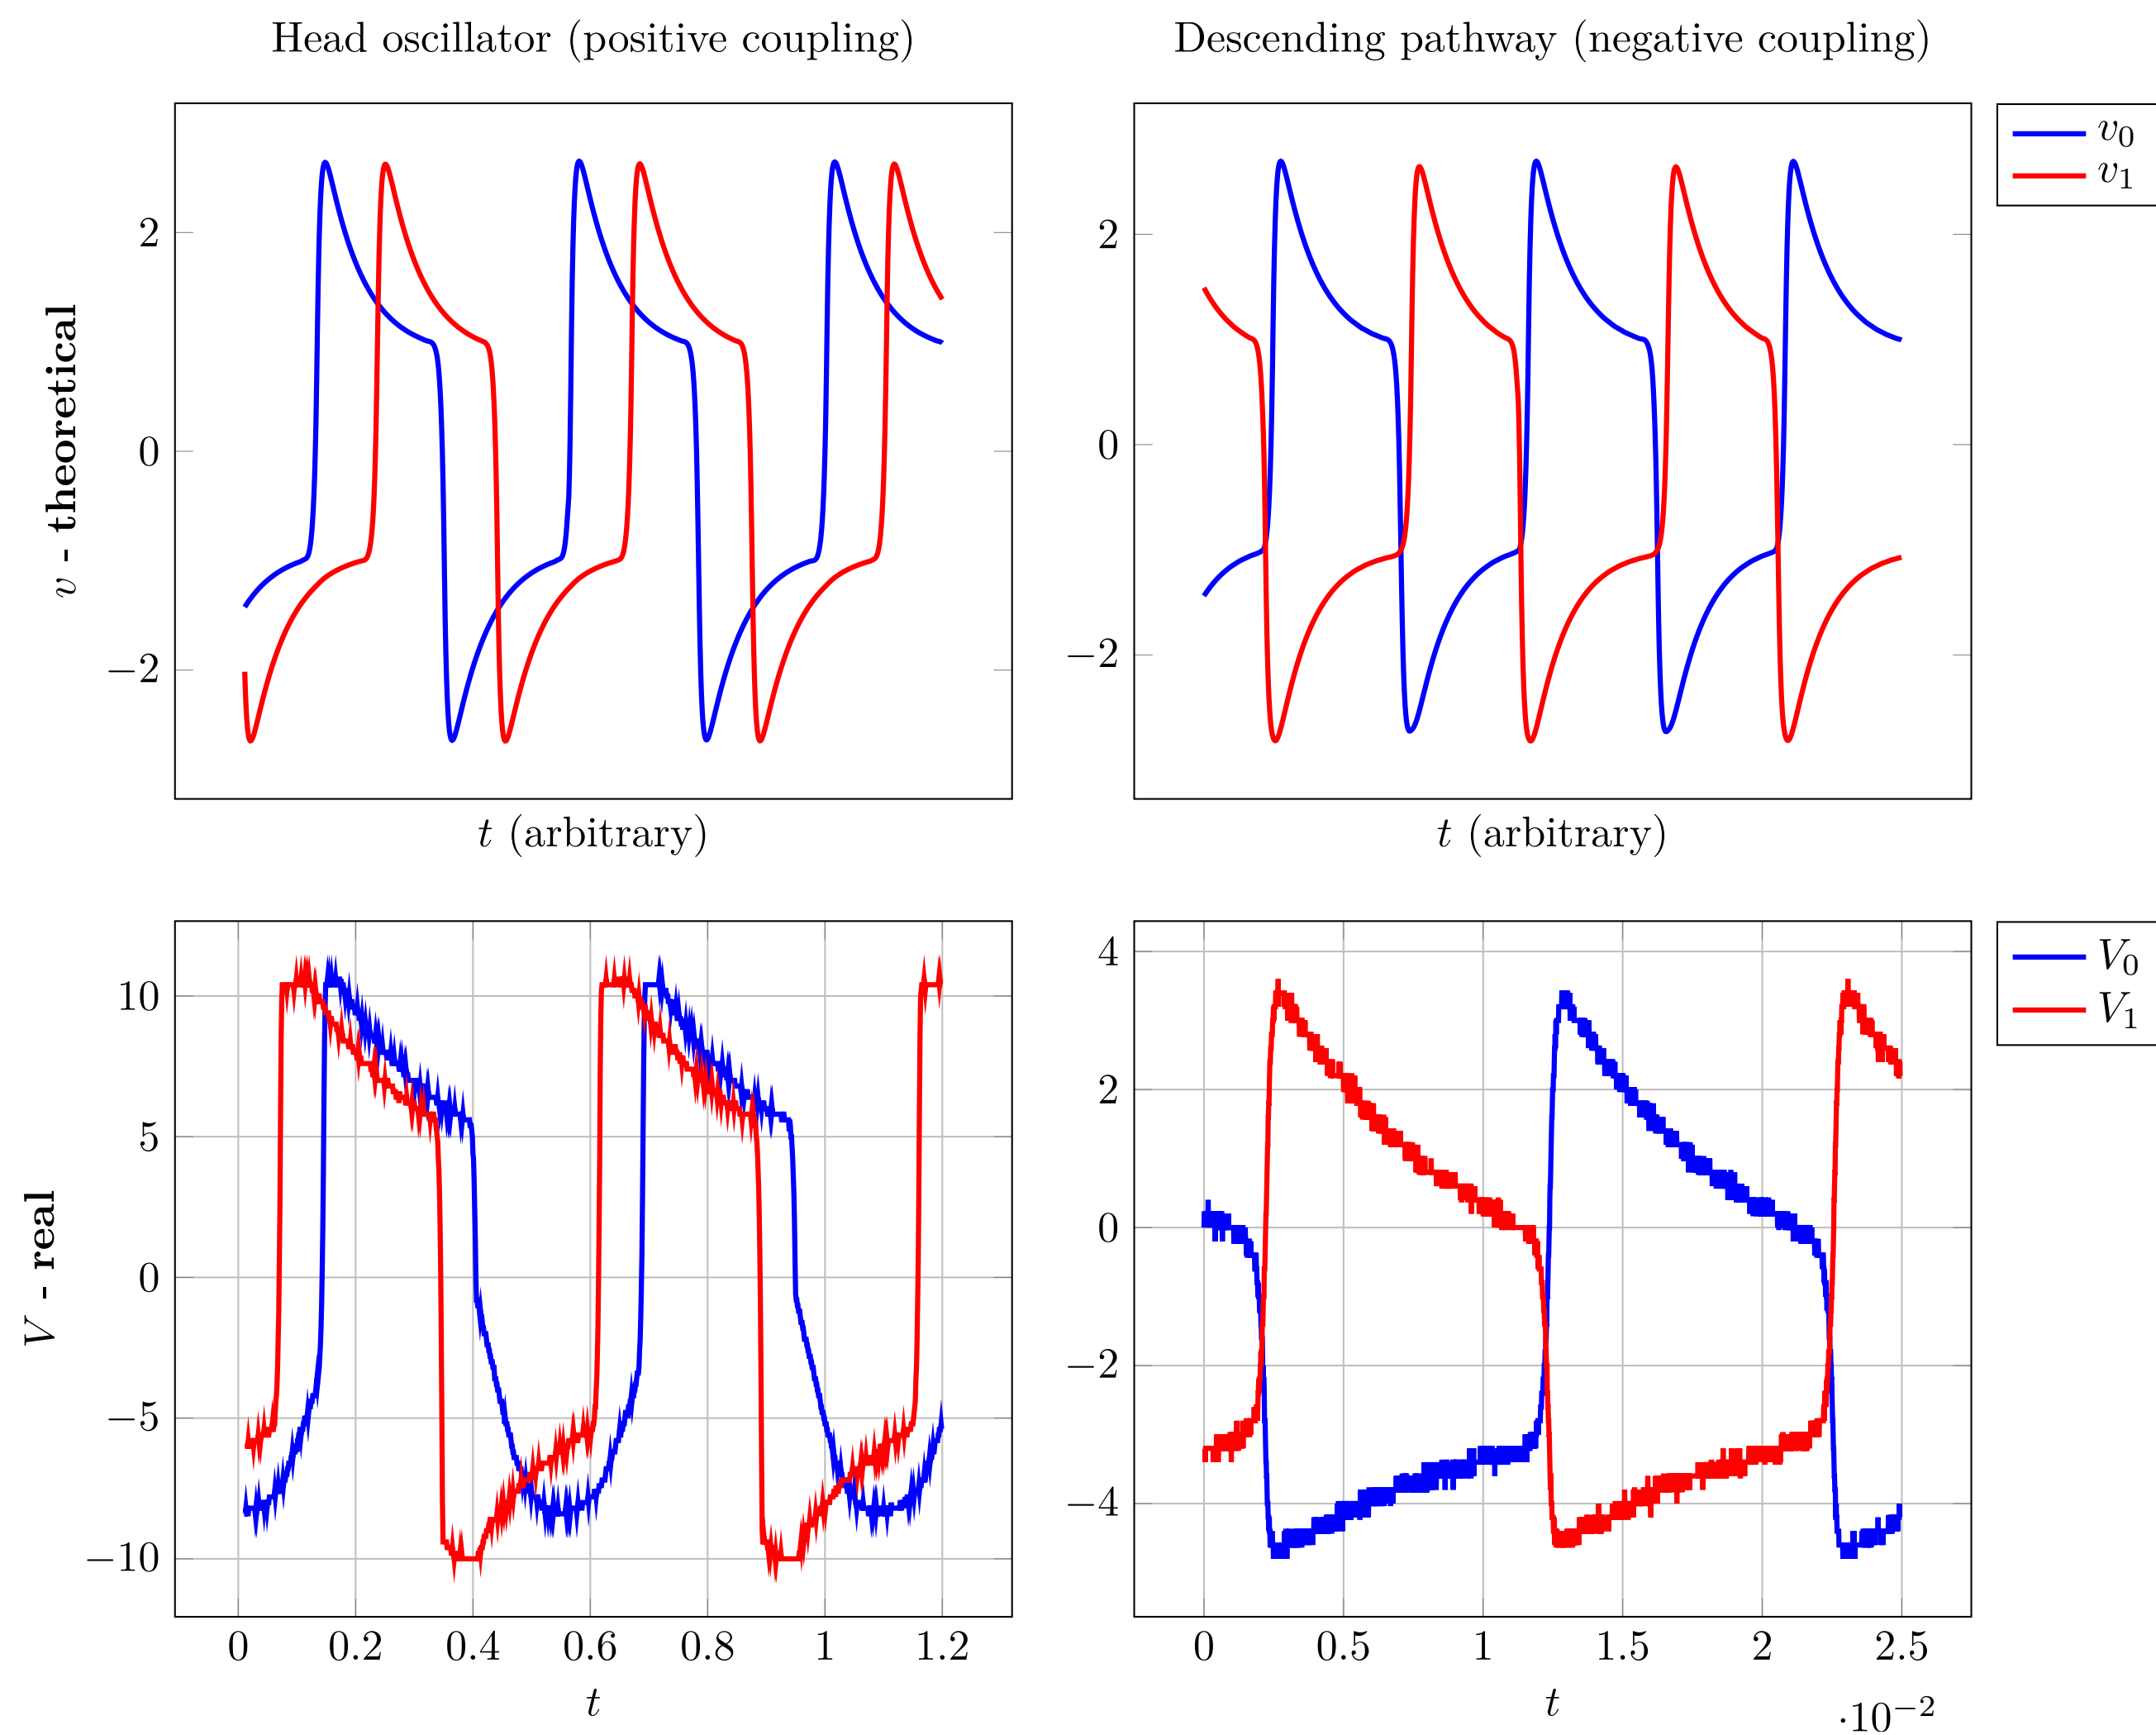 Head oscillator (positive coupling)
Descending pathway (negative coupling)
v - theoretical
2
0
−2
t (arbitrary)
2
0
−2
t (arbitrary)
v₀
v₁
V - real
10
5
0
−5
−10
0 0.2 0.4 0.6 0.8 1 1.2
t
4
2
0
−2
−4
0 0.5 1 1.5 2 2.5
t
·10⁻²
V₀
V₁